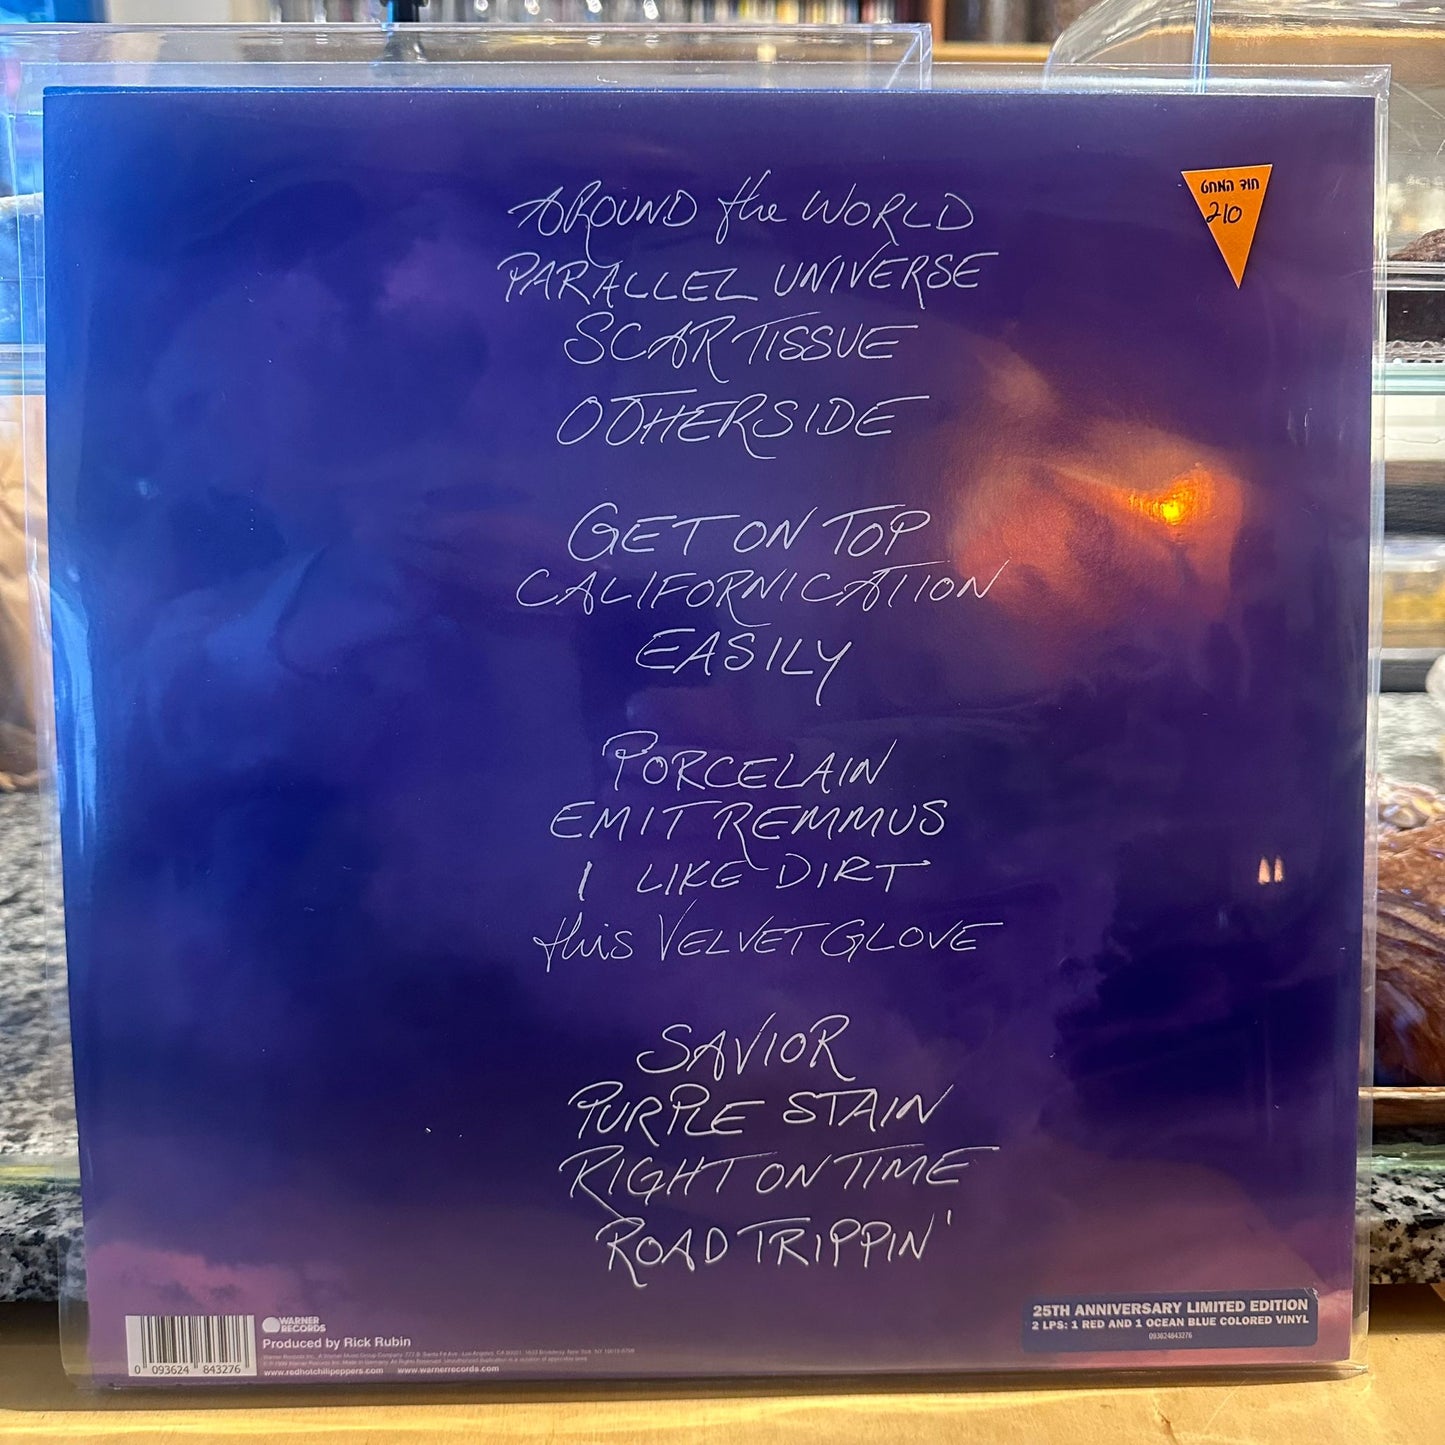 חוד המחט
210
AROUND the WORLD
PARALLEL UNIVERSE
SCAR TISSUE
OTHERSIDE
GET ON TOP
CALIFORNICATION
EASILY
PORCELAIN
EMIT REMMUS
I LIKE DIRT
this VELVET GLOVE
SAVIOR
PURPLE STAIN
RIGHT ON TIME
ROAD TRIPPIN'
0 093624 843276
WARNER
RECORDS
Produced by Rick Rubin
www.redhotchilipeppers.com www.warnerrecords.com
25TH ANNIVERSARY LIMITED EDITION
2 LPS: 1 RED AND 1 OCEAN BLUE COLORED VINYL
093624843276